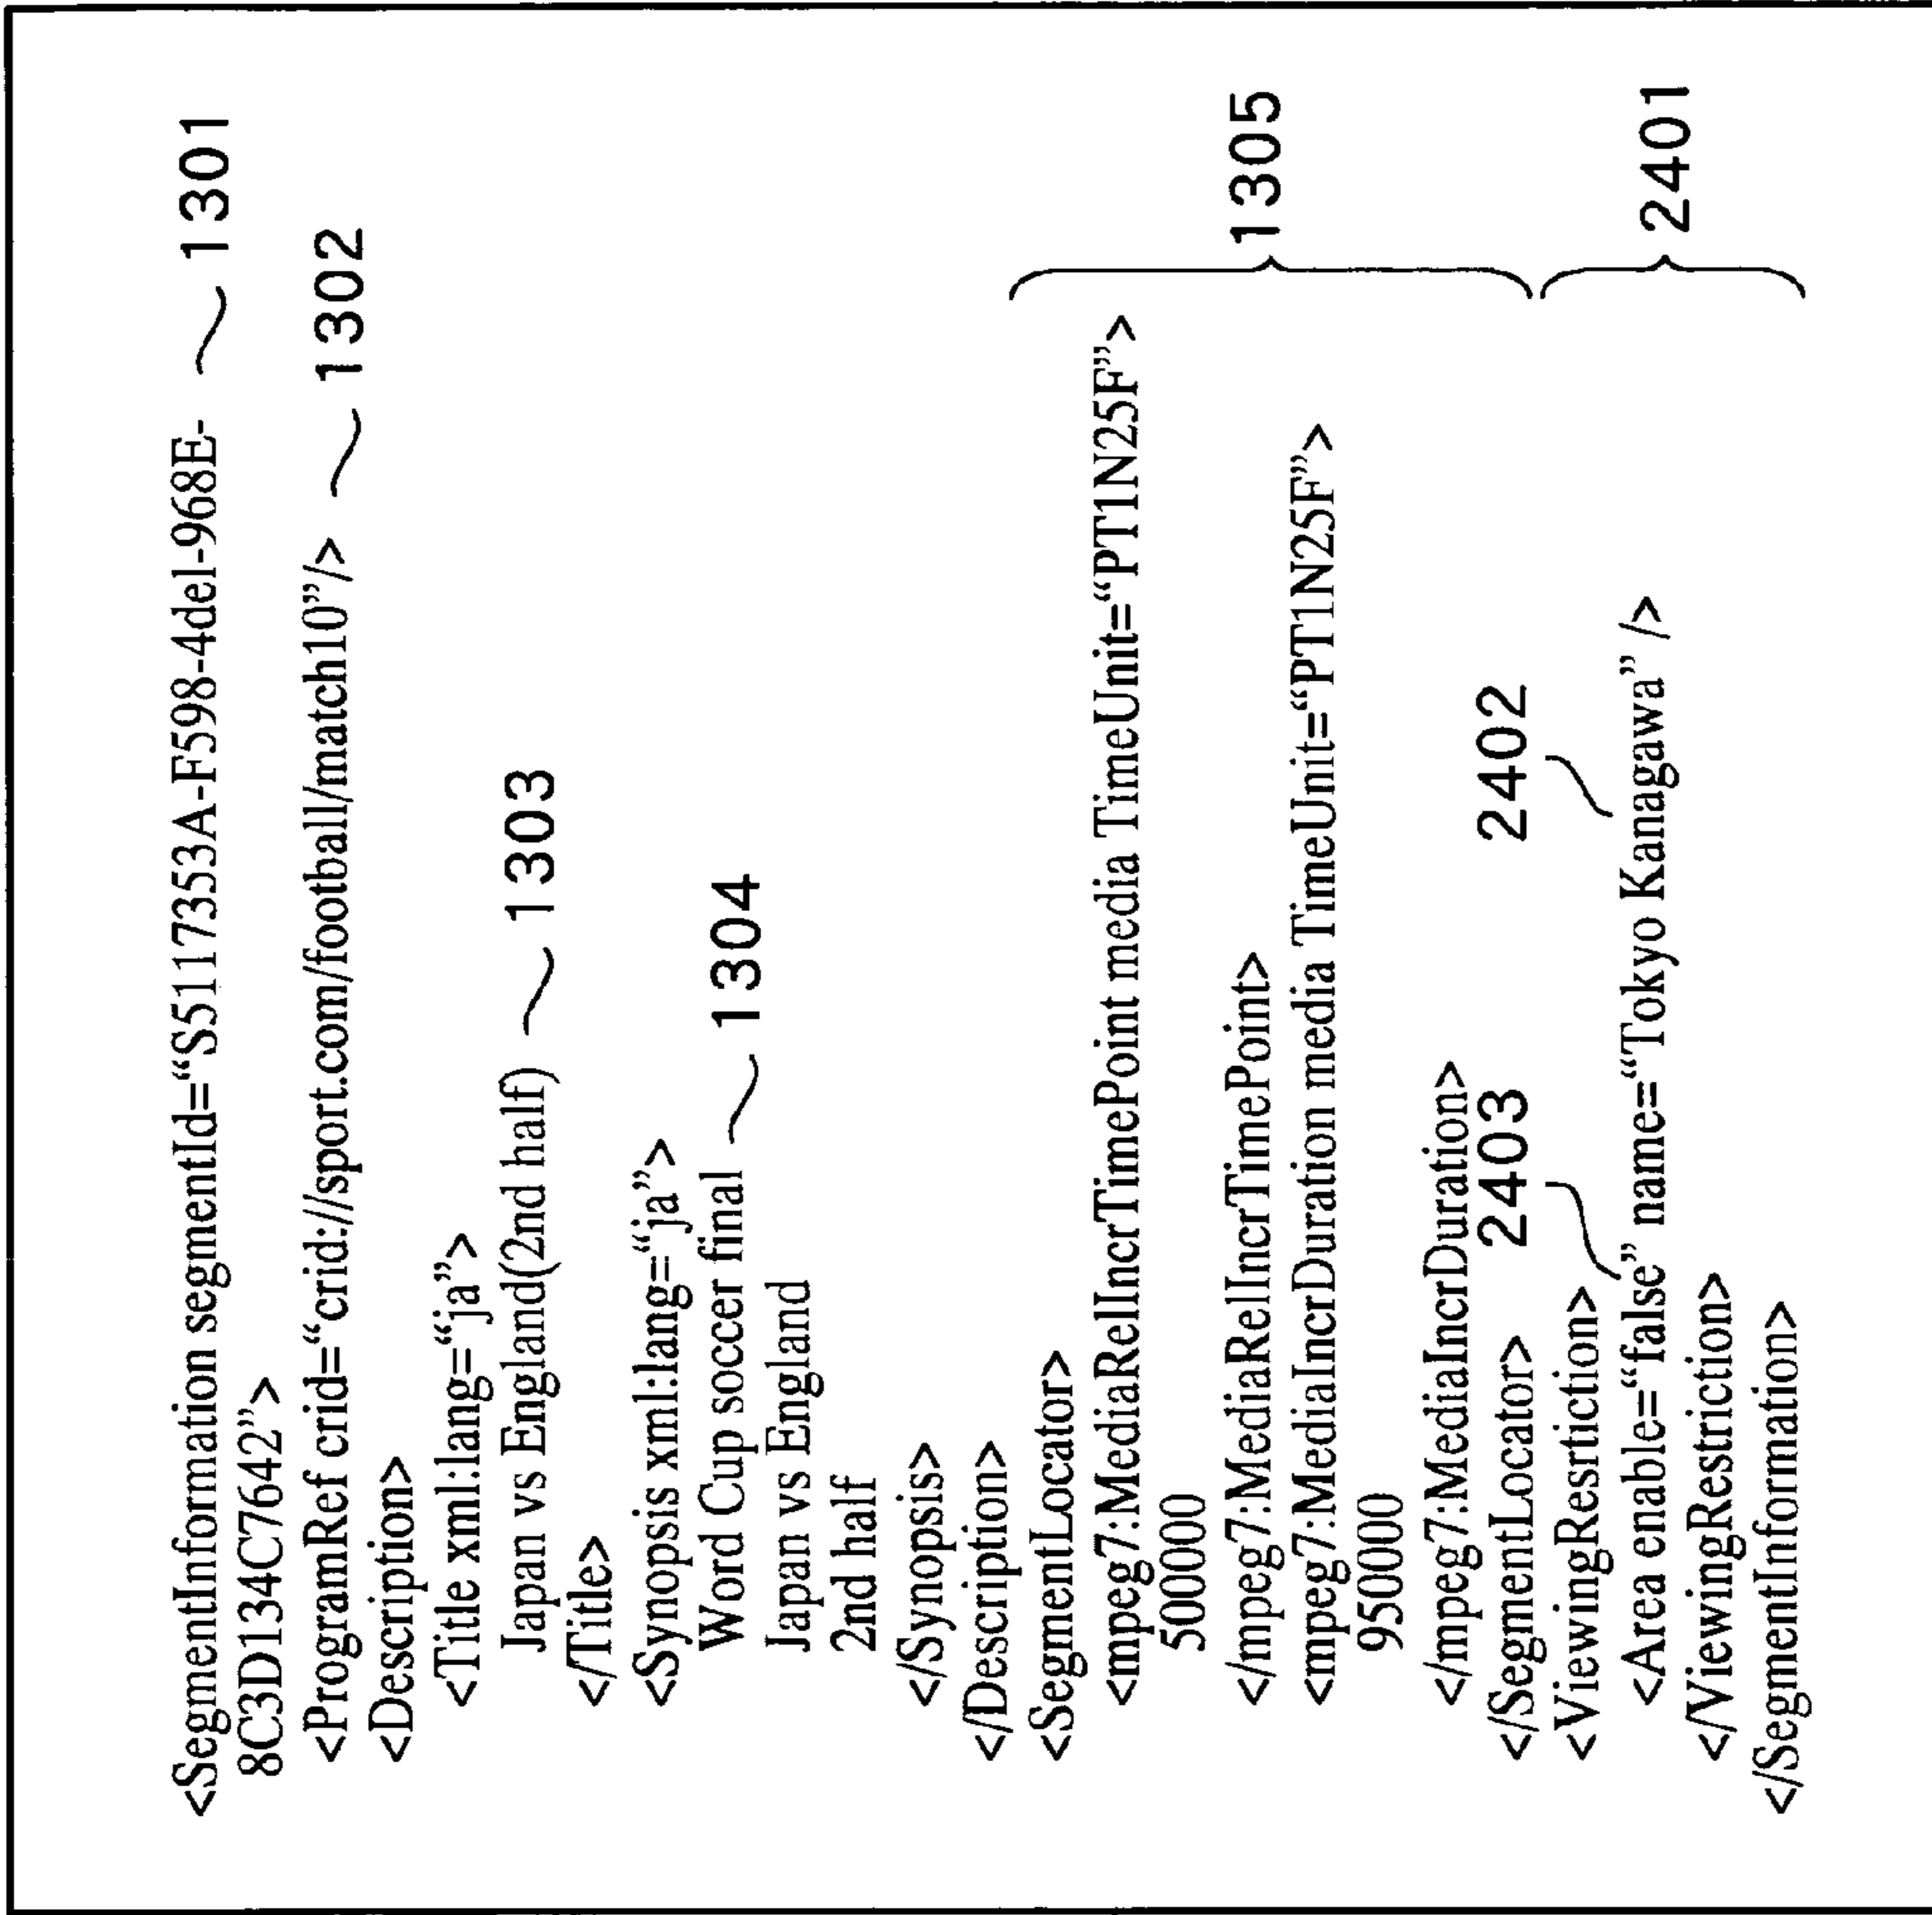 <SegmentInformation segmentId=“S5117353A-F598-4del-968E- 1301
8C3D134C7642”>
<ProgramRef crid=“crid://sport.com/football/match10”/> 1302
<Description>
<Title xml:lang=“ja”>
Japan vs England(2nd half) 1303
</Title>
<Synopsis xml:lang=“ja”>
Word Cup soccer final 1304
Japan vs England
2nd half
</Synopsis>
</Description>
<SegmentLocator>
<mpeg7:MediaRelIncrTimePoint media TimeUnit=“PT1N25F”>
500000
</mpeg7:MediaRelIncrTimePoint> 1305
<mpeg7:MediaIncrDuration media TimeUnit=“PT1N25F”>
950000
</mpeg7:MediaIncrDuration>
</SegmentLocator> 2403 2402
<ViewingResrtiction>
<Area enable=“false” name=“Tokyo Kanagawa” /> 2401
</ViewingRestriction>
</SegmentInformation>